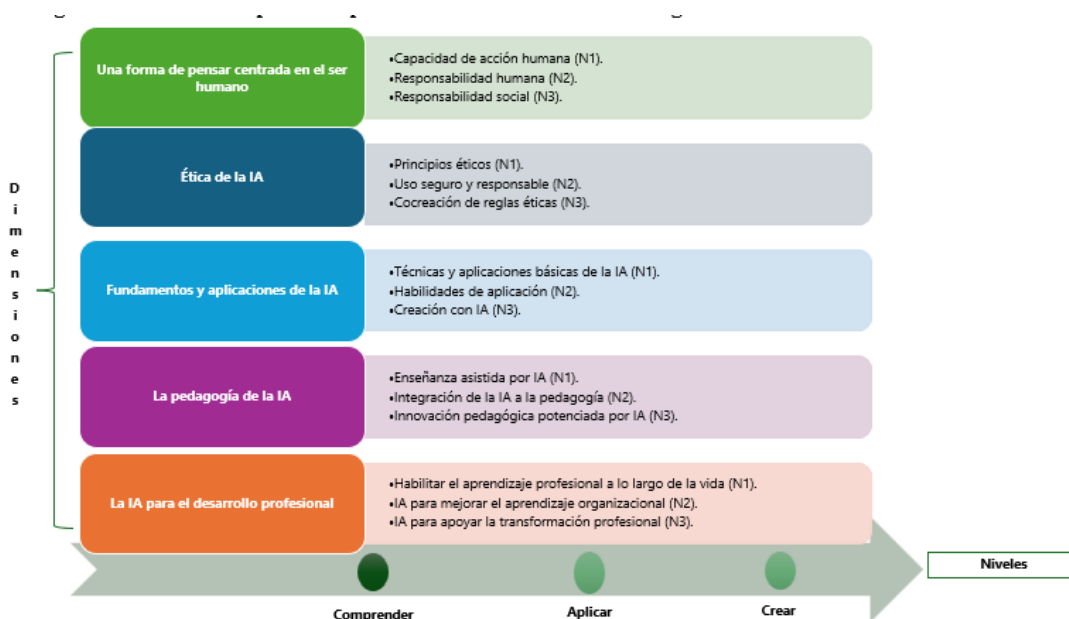 Dimensiones
Una forma de pensar centrada en el ser
humano
•Capacidad de acción humana (N1).
•Responsabilidad humana (N2).
•Responsabilidad social (N3).
Ética de la IA
•Principios éticos (N1).
•Uso seguro y responsable (N2).
•Cocreación de reglas éticas (N3).
Fundamentos y aplicaciones de la IA
•Técnicas y aplicaciones básicas de la IA (N1).
•Habilidades de aplicación (N2).
•Creación con IA (N3).
La pedagogía de la IA
•Enseñanza asistida por IA (N1).
•Integración de la IA a la pedagogía (N2).
•Innovación pedagógica potenciada por IA (N3).
La IA para el desarrollo profesional
•Habilitar el aprendizaje profesional a lo largo de la vida (N1).
•IA para mejorar el aprendizaje organizacional (N2).
•IA para apoyar la transformación profesional (N3).
Niveles
Comprender
Aplicar
Crear